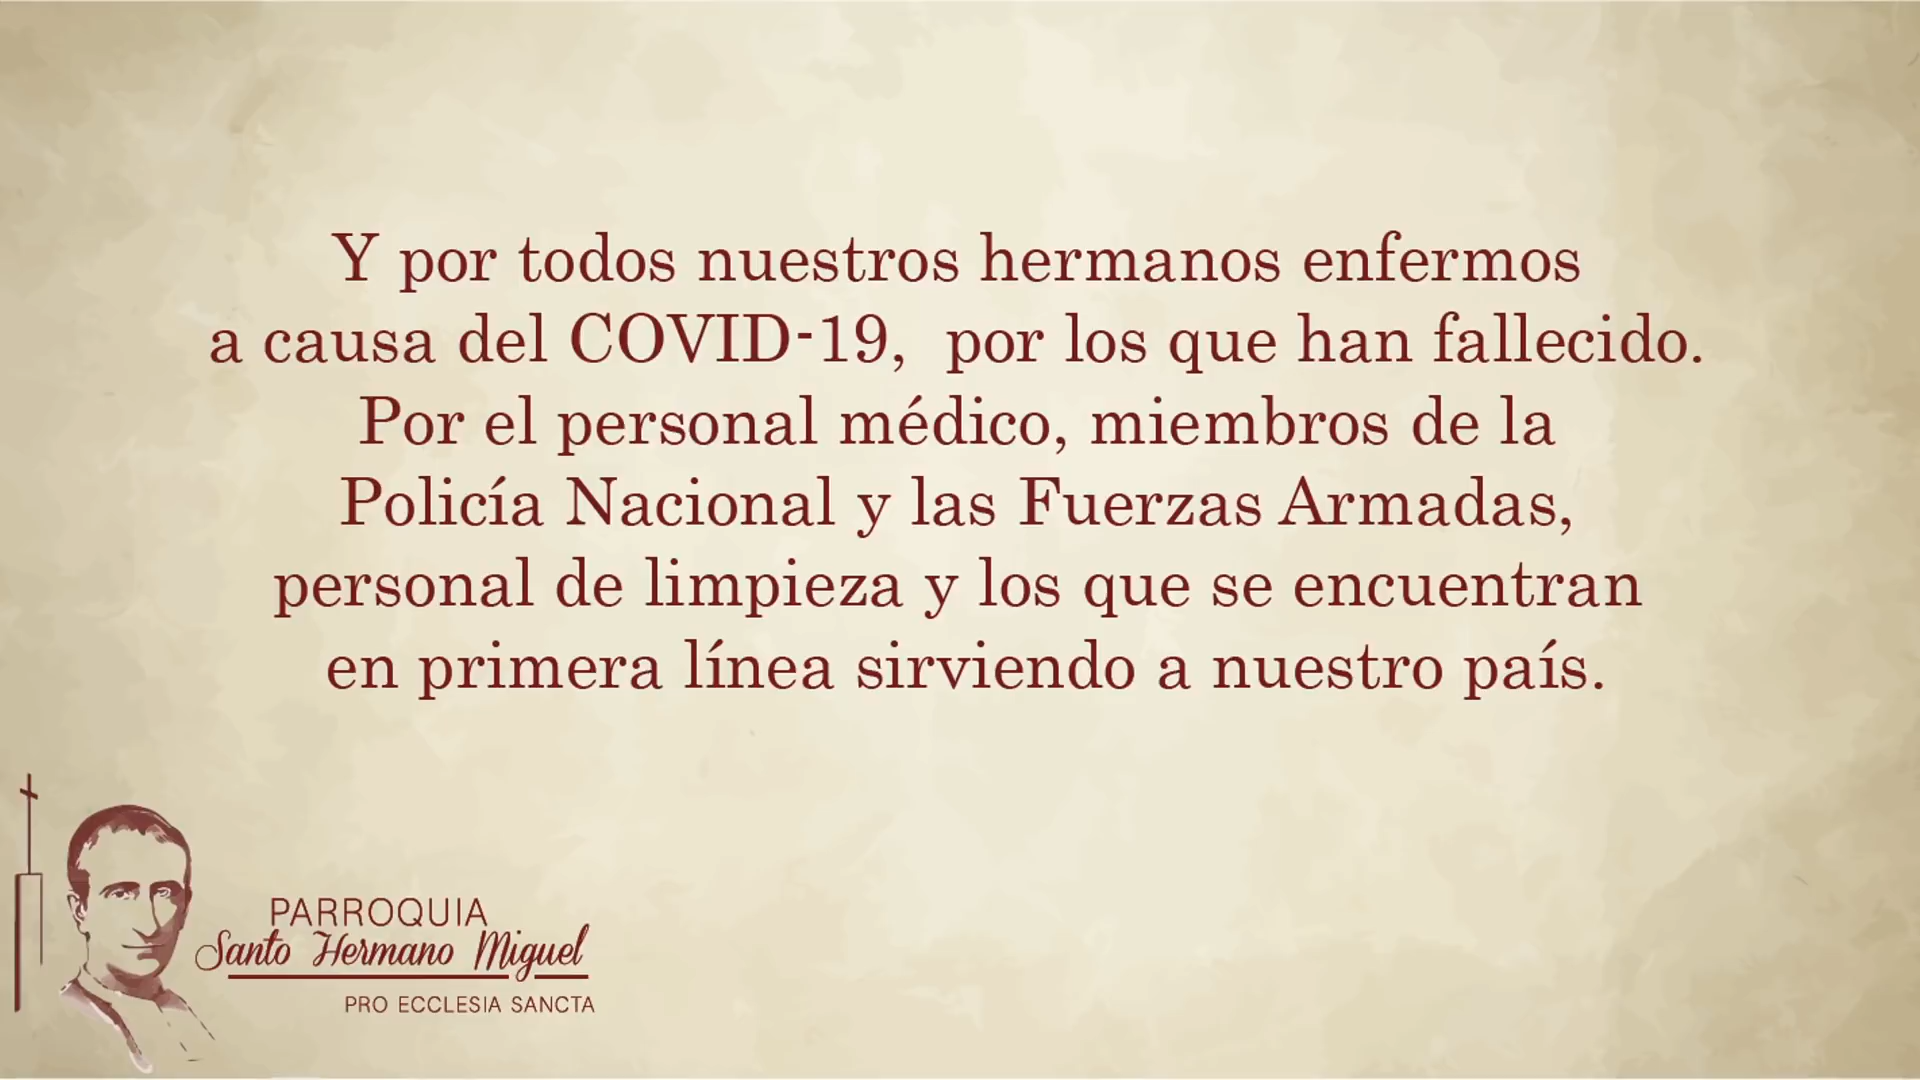 Y por todos nuestros hermanos enfermos
a causa del COVID-19, por los que han fallecido.
Por el personal médico, miembros de la
Policía Nacional y las Fuerzas Armadas,
personal de limpieza y los que se encuentran
en primera línea sirviendo a nuestro país.
PARROQUIA
Santo Hermano Miguel
PRO ECCLESIA SANCTA